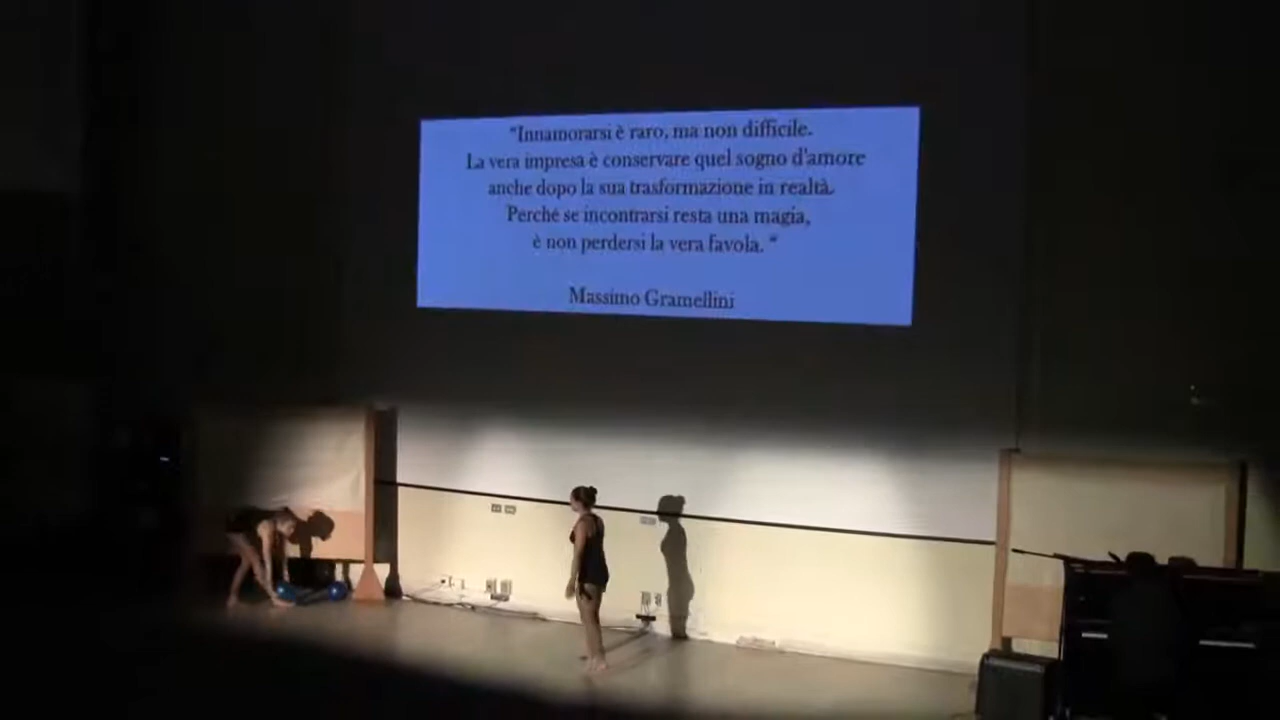 "Innamorarsi è raro, ma non difficile.
La vera impresa è conservare quel sogno d'amore
anche dopo la sua trasformazione in realtà.
Perché se incontrarsi resta una magia,
è non perdersi la vera favola. "
Massimo Gramellini